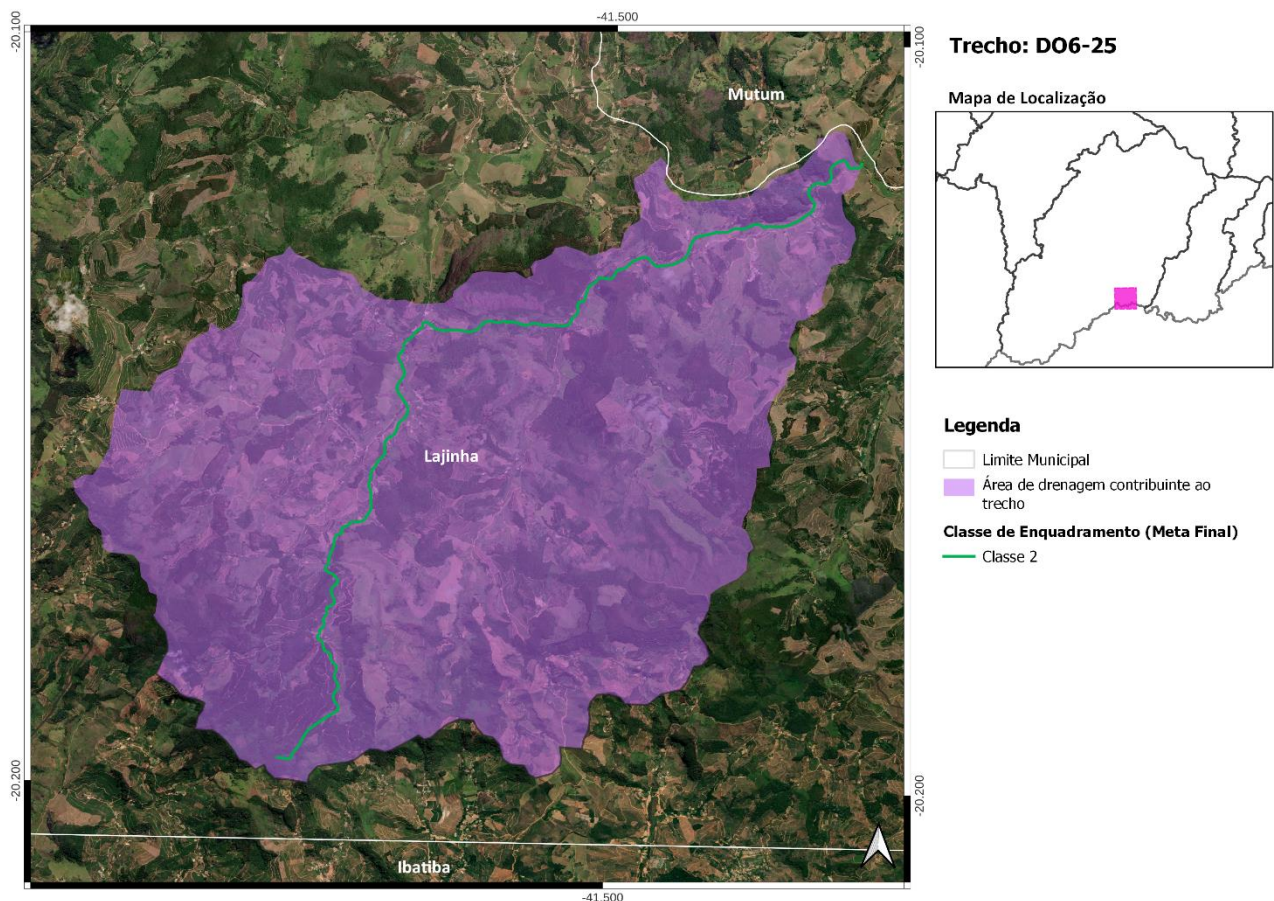 -41.500
-20.100
-20.100
Trecho: DO6-25
Mapa de Localização
Mutum
Lajinha
Legenda
Limite Municipal
Área de drenagem contribuinte ao
trecho
Classe de Enquadramento (Meta Final)
Classe 2
-20.200
-20.200
Ibatiba
-41.500